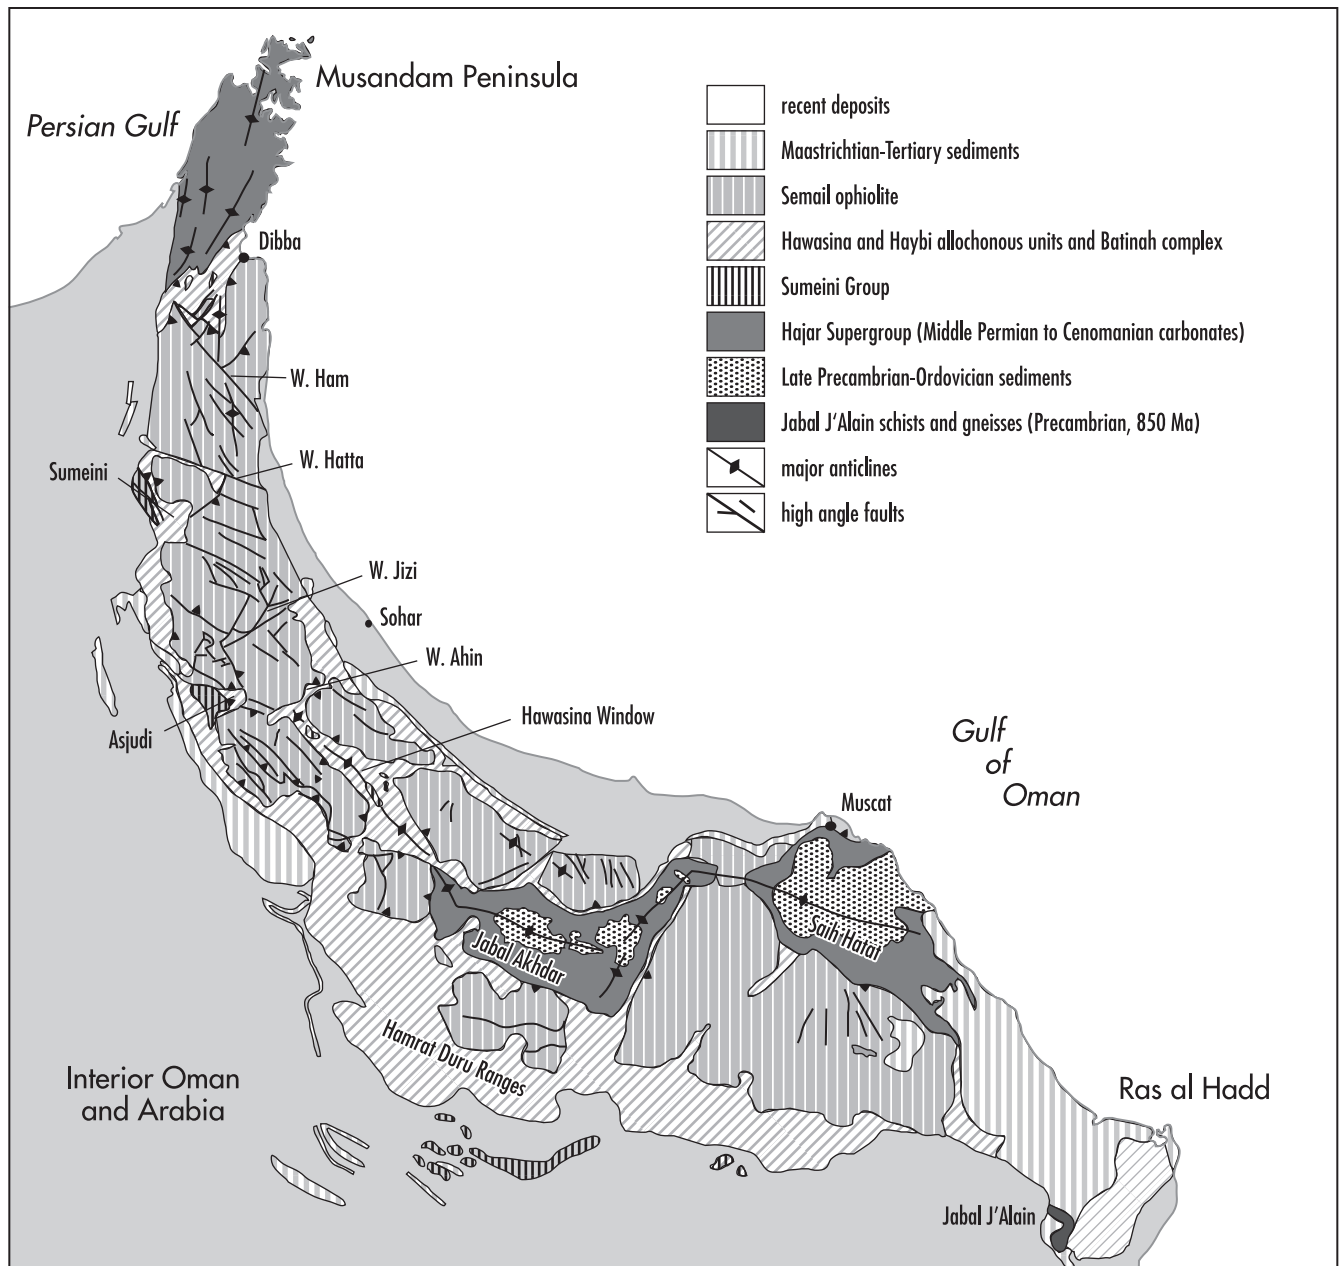 Musandam Peninsula
Persian Gulf
recent deposits
Maastrichtian-Tertiary sediments
Semail ophiolite
Hawasina and Haybi allochonous units and Batinah complex
Sumeini Group
Hajar Supergroup (Middle Permian to Cenomanian carbonates)
Late Precambrian-Ordovician sediments
Jabal J'Alain schists and gneisses (Precambrian, 850 Ma)
major anticlines
high angle faults
Dibba
W. Ham
W. Hatta
Sumeini
W. Jizi
Sohar
W. Ahin
Hawasina Window
Asjudi
Gulf
of
Oman
Muscat
Saih Hatat
Jabal Akhdar
Hamrat Duru Ranges
Interior Oman
and Arabia
Ras al Hadd
Jabal J'Alain